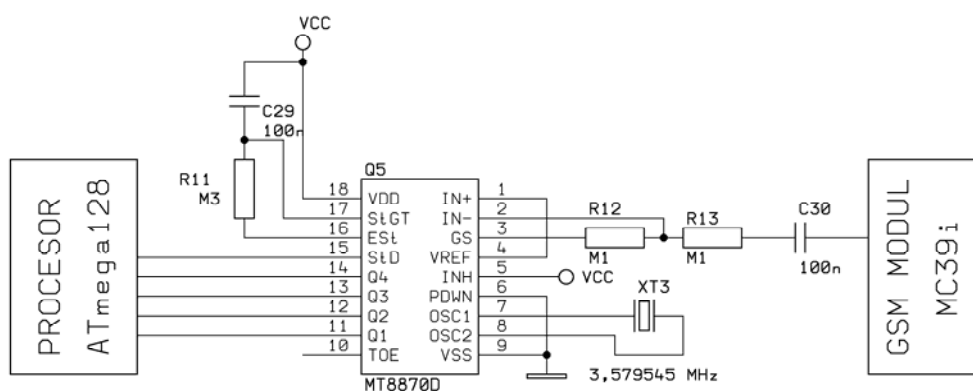 VCC
C29
100n
R11
M3
PROCESOR
ATmega128
Q5
18 VDD IN+ 1
17 StGT IN- 2
16 ESt GS 3
15 StD VREF 4
14 Q4 INH 5
13 Q3 PDWN 6
12 Q2 OSC1 7
11 Q1 OSC2 8
10 TOE VSS 9
MT8870D
R12
M1
R13
M1
C30
100n
VCC
XT3
3,579545 MHz
GSM MODUL
MC39i